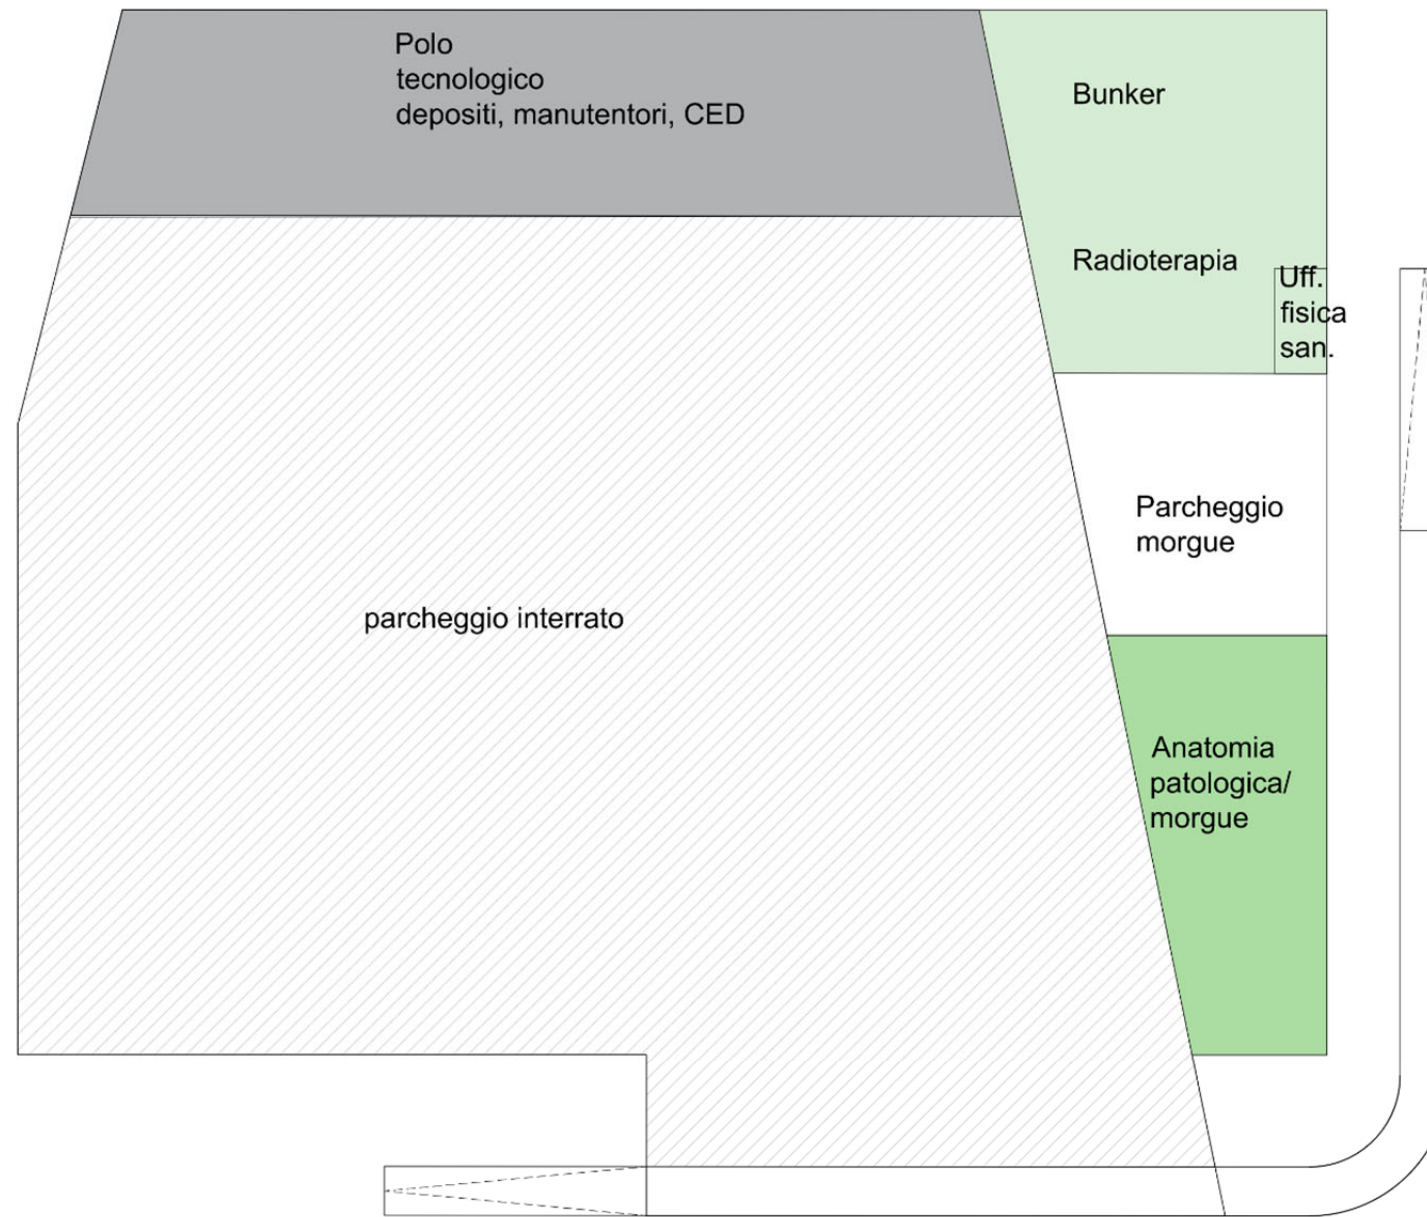 Polo
tecnologico
depositi, manutentori, CED
Bunker
Radioterapia
Uff.
fisica
san.
Parcheggio
morgue
parcheggio interrato
Anatomia
patologica/
morgue